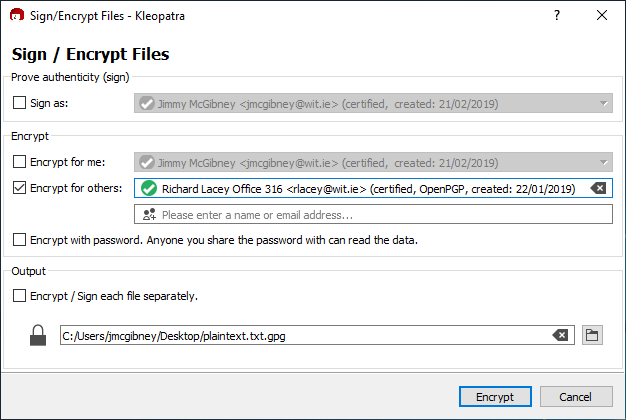 Sign/Encrypt Files - Kleopatra
Sign / Encrypt Files
Prove authenticity (sign)
Sign as:
Jimmy McGibney <jmcgibney@wit.ie> (certified, created: 21/02/2019)
Encrypt
Encrypt for me:
Jimmy McGibney <jmcgibney@wit.ie> (certified, created: 21/02/2019)
Encrypt for others:
Richard Lacey Office 316 <rlacey@wit.ie> (certified, OpenPGP, created: 22/01/2019)
Please enter a name or email address...
Encrypt with password. Anyone you share the password with can read the data.
Output
Encrypt / Sign each file separately.
C:/Users/jmcgibney/Desktop/plaintext.txt.gpg
Encrypt
Cancel